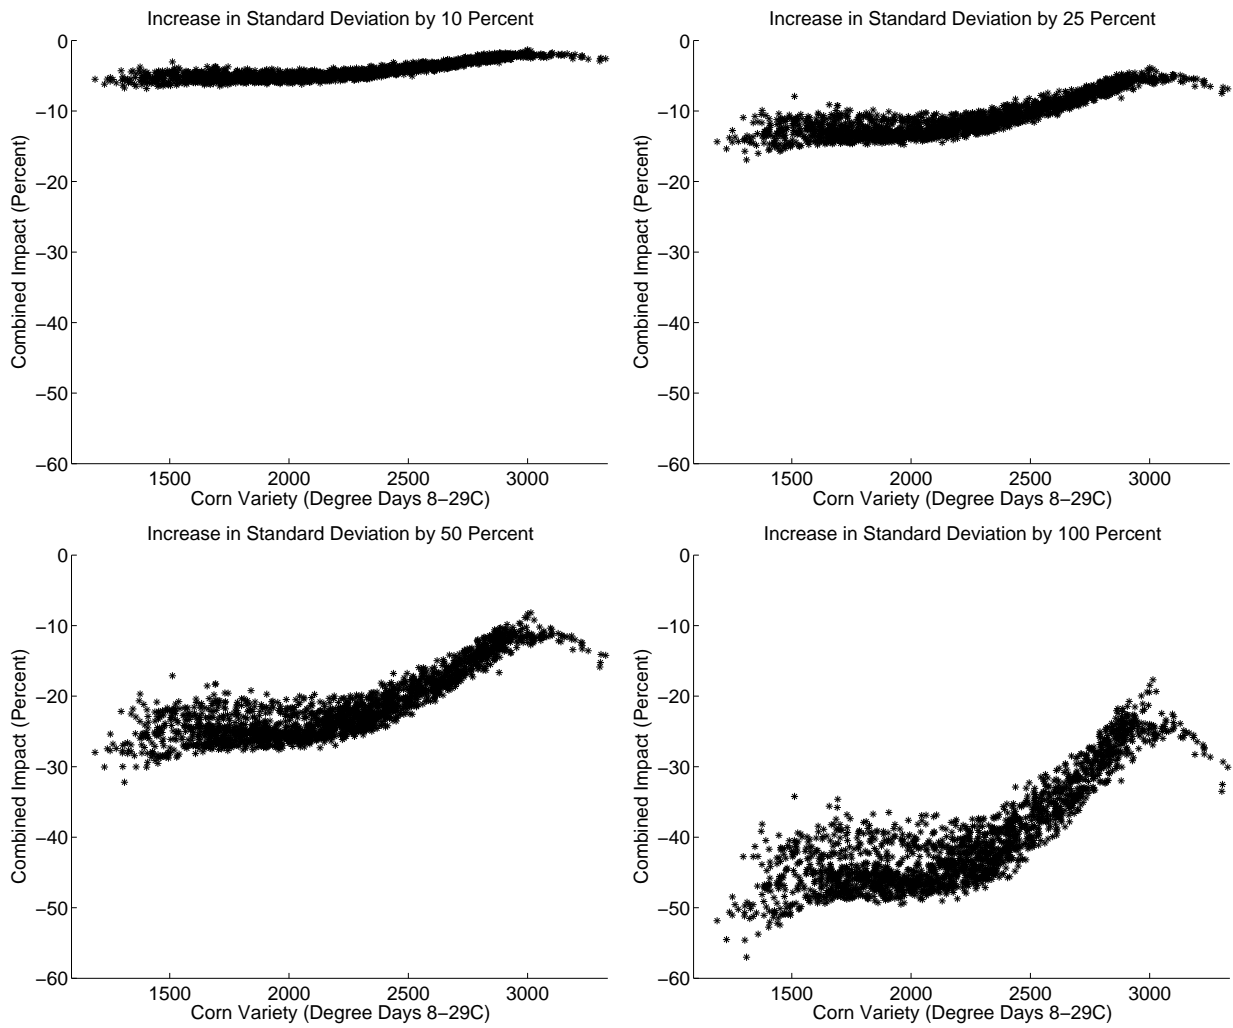 Increase in Standard Deviation by 10 Percent
0
−10
−20
−30
−40
−50
−60
Combined Impact (Percent)
1500 2000 2500 3000
Corn Variety (Degree Days 8−29C)
Increase in Standard Deviation by 25 Percent
0
−10
−20
−30
−40
−50
−60
Combined Impact (Percent)
1500 2000 2500 3000
Corn Variety (Degree Days 8−29C)
Increase in Standard Deviation by 50 Percent
0
−10
−20
−30
−40
−50
−60
Combined Impact (Percent)
1500 2000 2500 3000
Corn Variety (Degree Days 8−29C)
Increase in Standard Deviation by 100 Percent
0
−10
−20
−30
−40
−50
−60
Combined Impact (Percent)
1500 2000 2500 3000
Corn Variety (Degree Days 8−29C)